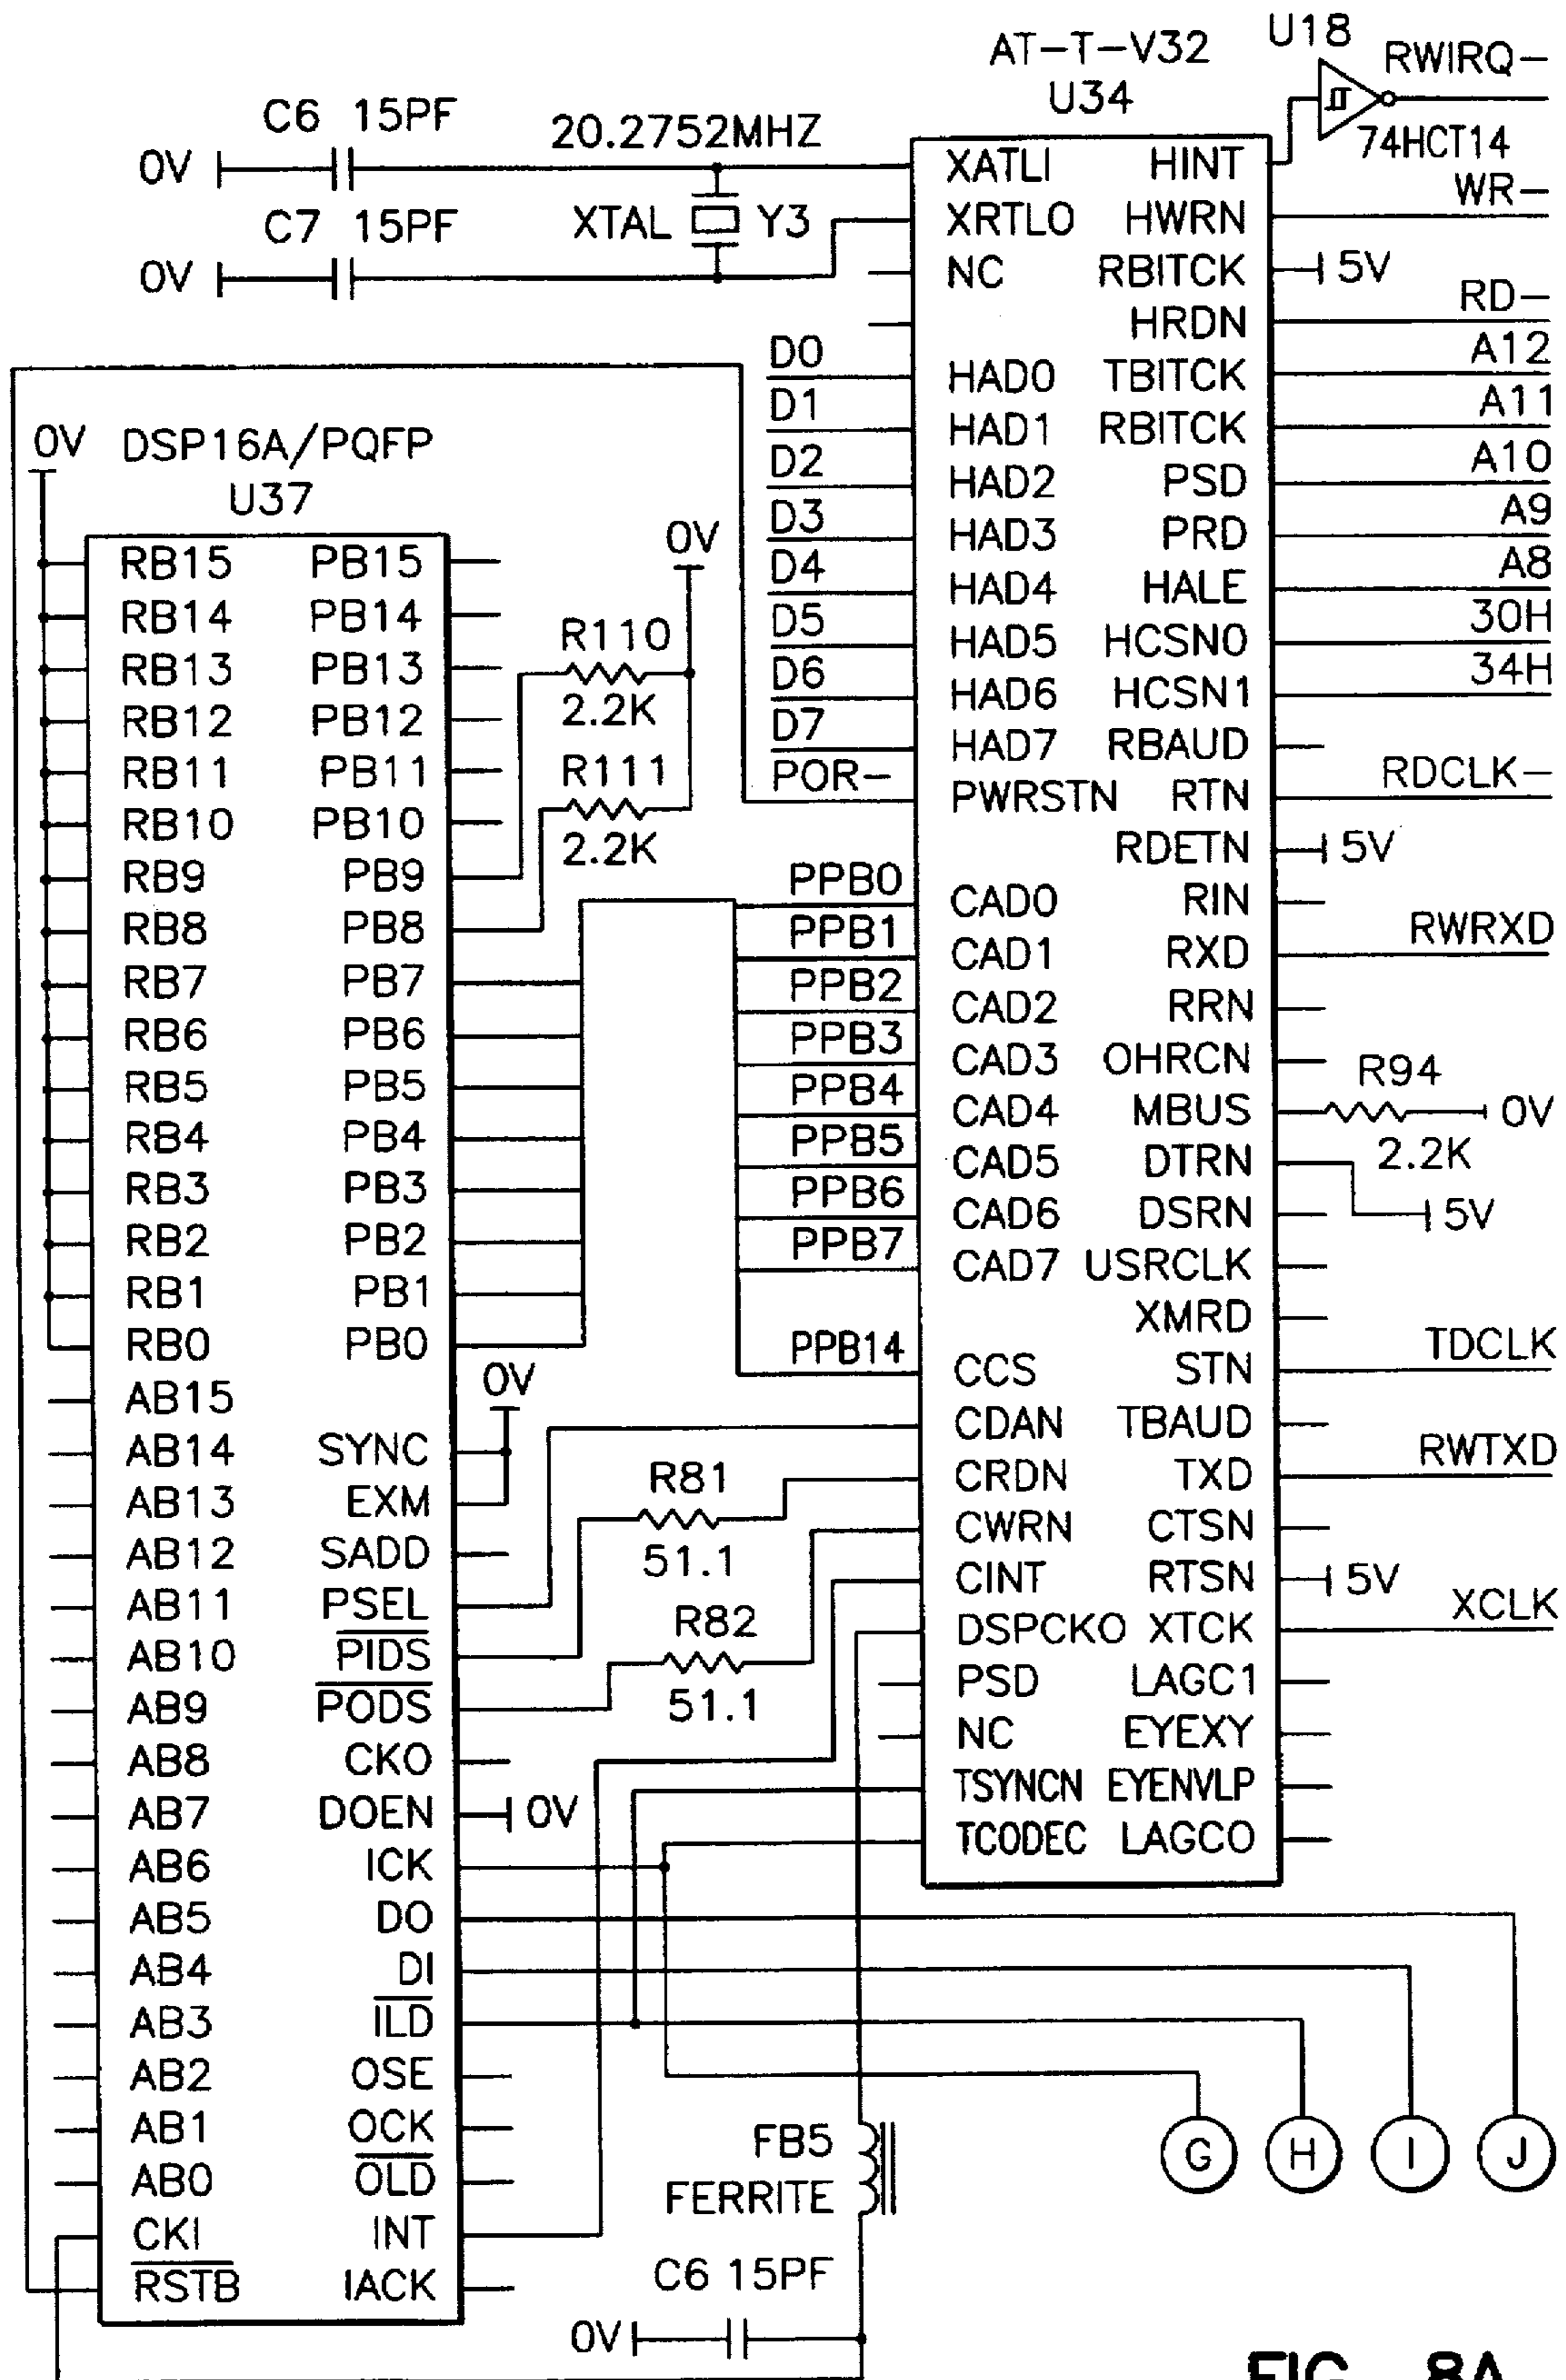 AT-T-V32
U34
U18
RWIRQ-
74HCT14
C6 15PF
0V
20.2752MHZ
C7 15PF
0V
XTAL Y3
XATLI HINT
XRTLO HWRN WR-
NC RBITCK 5V
HRDN RD-
D0 HAD0 TBITCK A12
D1 HAD1 RBITCK A11
D2 HAD2 PSD A10
D3 HAD3 PRD A9
D4 HAD4 HALE A8
D5 HAD5 HCSN0 30H
D6 HAD6 HCSN1 34H
D7 HAD7 RBAUD
POR- PWRSTN RTN RDCLK-
RDETN 5V
PPB0 CAD0 RIN
PPB1 CAD1 RXD RWRXD
PPB2 CAD2 RRN
PPB3 CAD3 OHRCN
PPB4 CAD4 MBUS R94 0V
2.2K
PPB5 CAD5 DTRN
PPB6 CAD6 DSRN 5V
PPB7 CAD7 USRCLK
XMRD
PPB14 CCS STN TDCLK
CDAN TBAUD
CRDN TXD RWTXD
CWRN CTSN
CINT RTSN 5V
DSPCKO XTCK XCLK
PSD LAGC1
NC EYEXY
TSYNCN EYENVLP
TCODEC LAGCO
0V
DSP16A/PQFP
U37
0V
R110
2.2K
R111
2.2K
RB15 PB15
RB14 PB14
RB13 PB13
RB12 PB12
RB11 PB11
RB10 PB10
RB9 PB9
RB8 PB8
RB7 PB7
RB6 PB6
RB5 PB5
RB4 PB4
RB3 PB3
RB2 PB2
RB1 PB1
RB0 PB0
AB15
0V
AB14 SYNC
AB13 EXM
R81
51.1
AB12 SADD
AB11 PSEL
R82
51.1
AB10 PIDS
AB9 PODS
AB8 CKO
AB7 DOEN 0V
AB6 ICK
AB5 DO
AB4 DI
AB3 ILD
AB2 OSE
AB1 OCK
AB0 OLD
CKI INT
RSTB IACK
FB5
FERRITE
C6 15PF
0V
G H I J
FIG. 8A